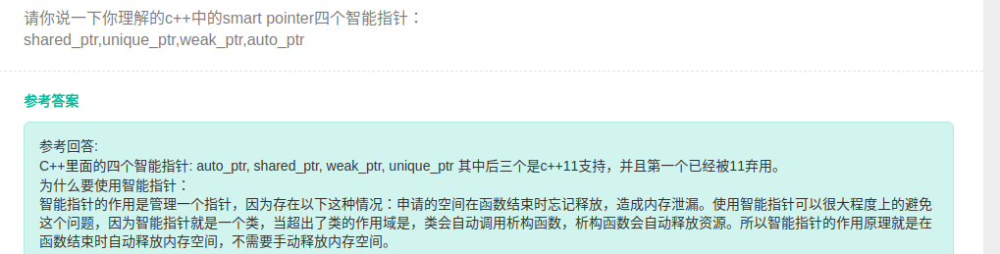 请你说一下你理解的c++中的smart pointer四个智能指针：
shared_ptr,unique_ptr,weak_ptr,auto_ptr
参考答案
参考回答:
C++里面的四个智能指针: auto_ptr, shared_ptr, weak_ptr, unique_ptr 其中后三个是c++11支持，并且第一个已经被11弃用。
为什么要使用智能指针：
智能指针的作用是管理一个指针，因为存在以下这种情况：申请的空间在函数结束时忘记释放，造成内存泄漏。使用智能指针可以很大程度上的避免
这个问题，因为智能指针就是一个类，当超出了类的作用域是，类会自动调用析构函数，析构函数会自动释放资源。所以智能指针的作用原理就是在
函数结束时自动释放内存空间，不需要手动释放内存空间。